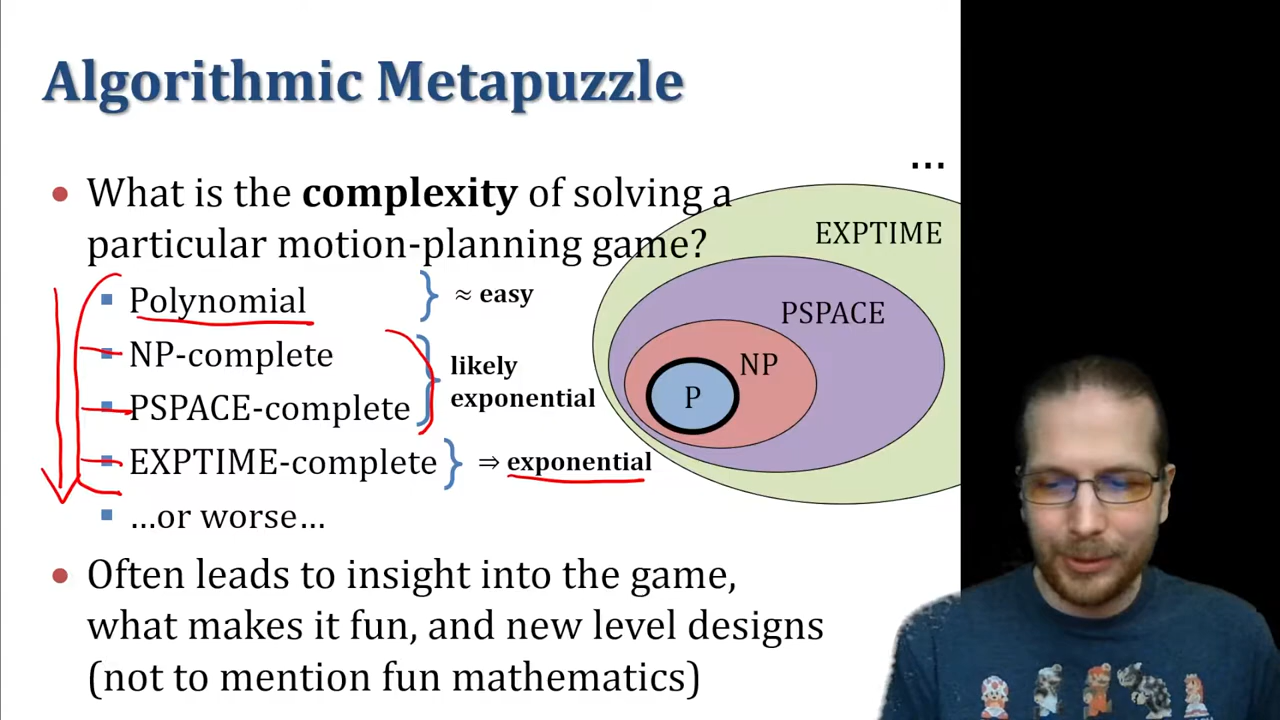 Algorithmic Metapuzzle
• What is the complexity of solving a
particular motion-planning game?
▪ Polynomial
≈ easy
▪ NP-complete
▪ PSPACE-complete
likely
exponential
▪ EXPTIME-complete
⇒ exponential
▪ …or worse…
• Often leads to insight into the game,
what makes it fun, and new level designs
(not to mention fun mathematics)
…
EXPTIME
PSPACE
NP
P